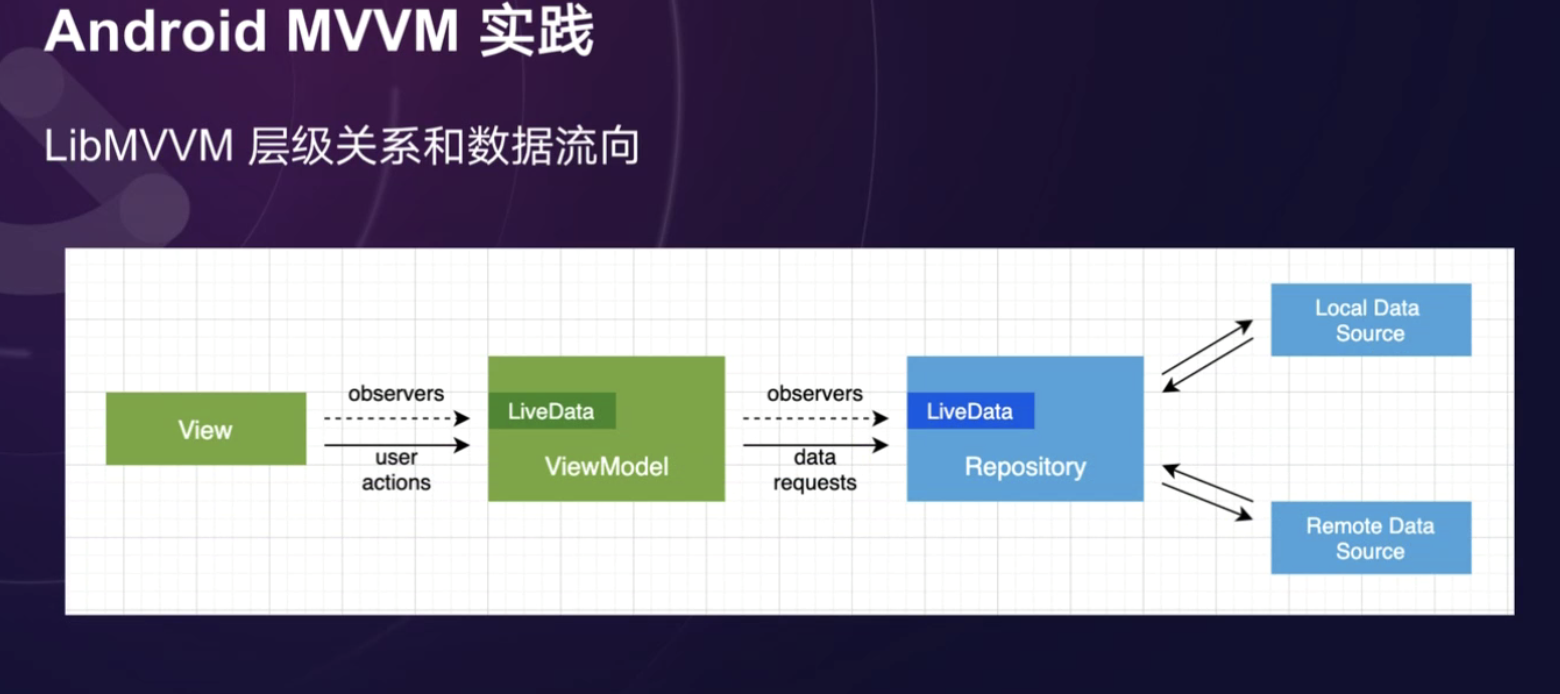 Android MVVM 实践
LibMVVM 层级关系和数据流向
Local Data
Source
observers
observers
View
LiveData
LiveData
user
actions
ViewModel
data
requests
Repository
Remote Data
Source